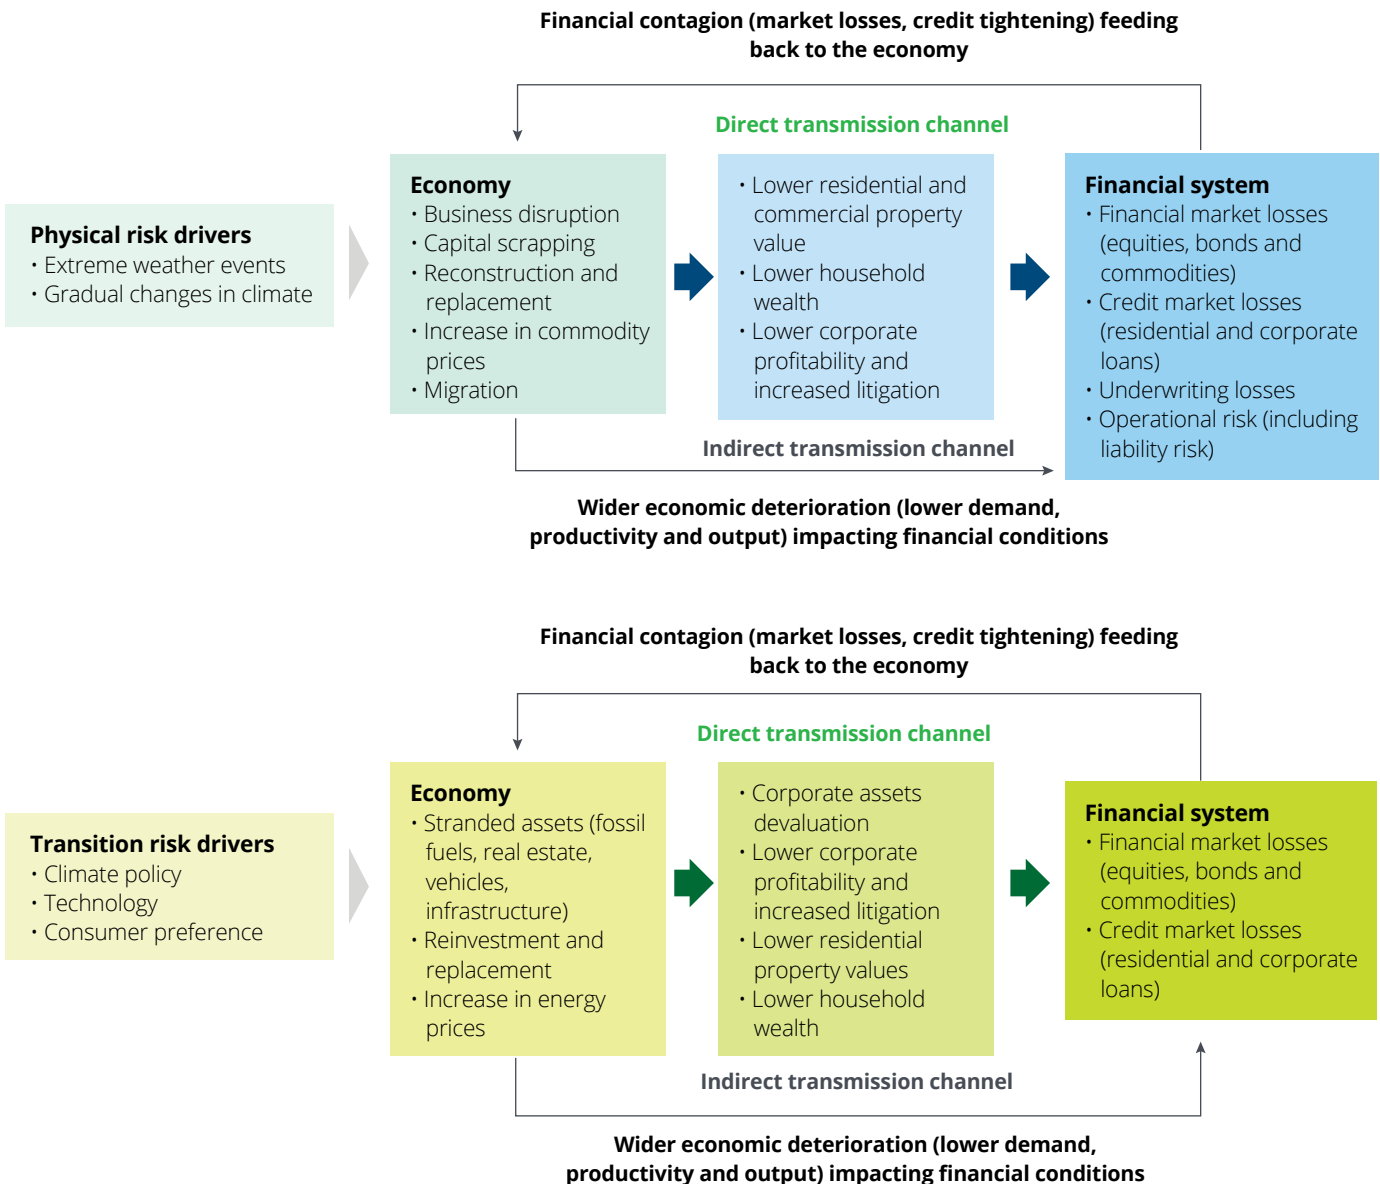 Financial contagion (market losses, credit tightening) feeding
back to the economy
Direct transmission channel
Physical risk drivers
• Extreme weather events
• Gradual changes in climate
Economy
• Business disruption
• Capital scrapping
• Reconstruction and
replacement
• Increase in commodity
prices
• Migration
• Lower residential and
commercial property
value
• Lower household
wealth
• Lower corporate
profitability and
increased litigation
Financial system
• Financial market losses
(equities, bonds and
commodities)
• Credit market losses
(residential and corporate
loans)
• Underwriting losses
• Operational risk (including
liability risk)
Indirect transmission channel
Wider economic deterioration (lower demand,
productivity and output) impacting financial conditions
Financial contagion (market losses, credit tightening) feeding
back to the economy
Direct transmission channel
Transition risk drivers
• Climate policy
• Technology
• Consumer preference
Economy
• Stranded assets (fossil
fuels, real estate,
vehicles,
infrastructure)
• Reinvestment and
replacement
• Increase in energy
prices
• Corporate assets
devaluation
• Lower corporate
profitability and
increased litigation
• Lower residential
property values
• Lower household
wealth
Financial system
• Financial market losses
(equities, bonds and
commodities)
• Credit market losses
(residential and corporate
loans)
Indirect transmission channel
Wider economic deterioration (lower demand,
productivity and output) impacting financial conditions